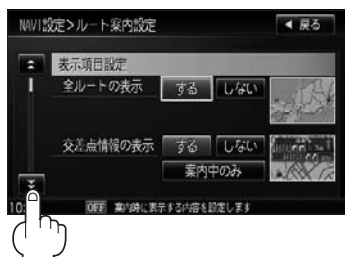 NAVI設定>ルート案内設定 ◀ 戻る
表示項目設定
全ルートの表示 する しない
交差点情報の表示 する しない
案内中のみ
10: OFF 案内時に表示する内容を設定します